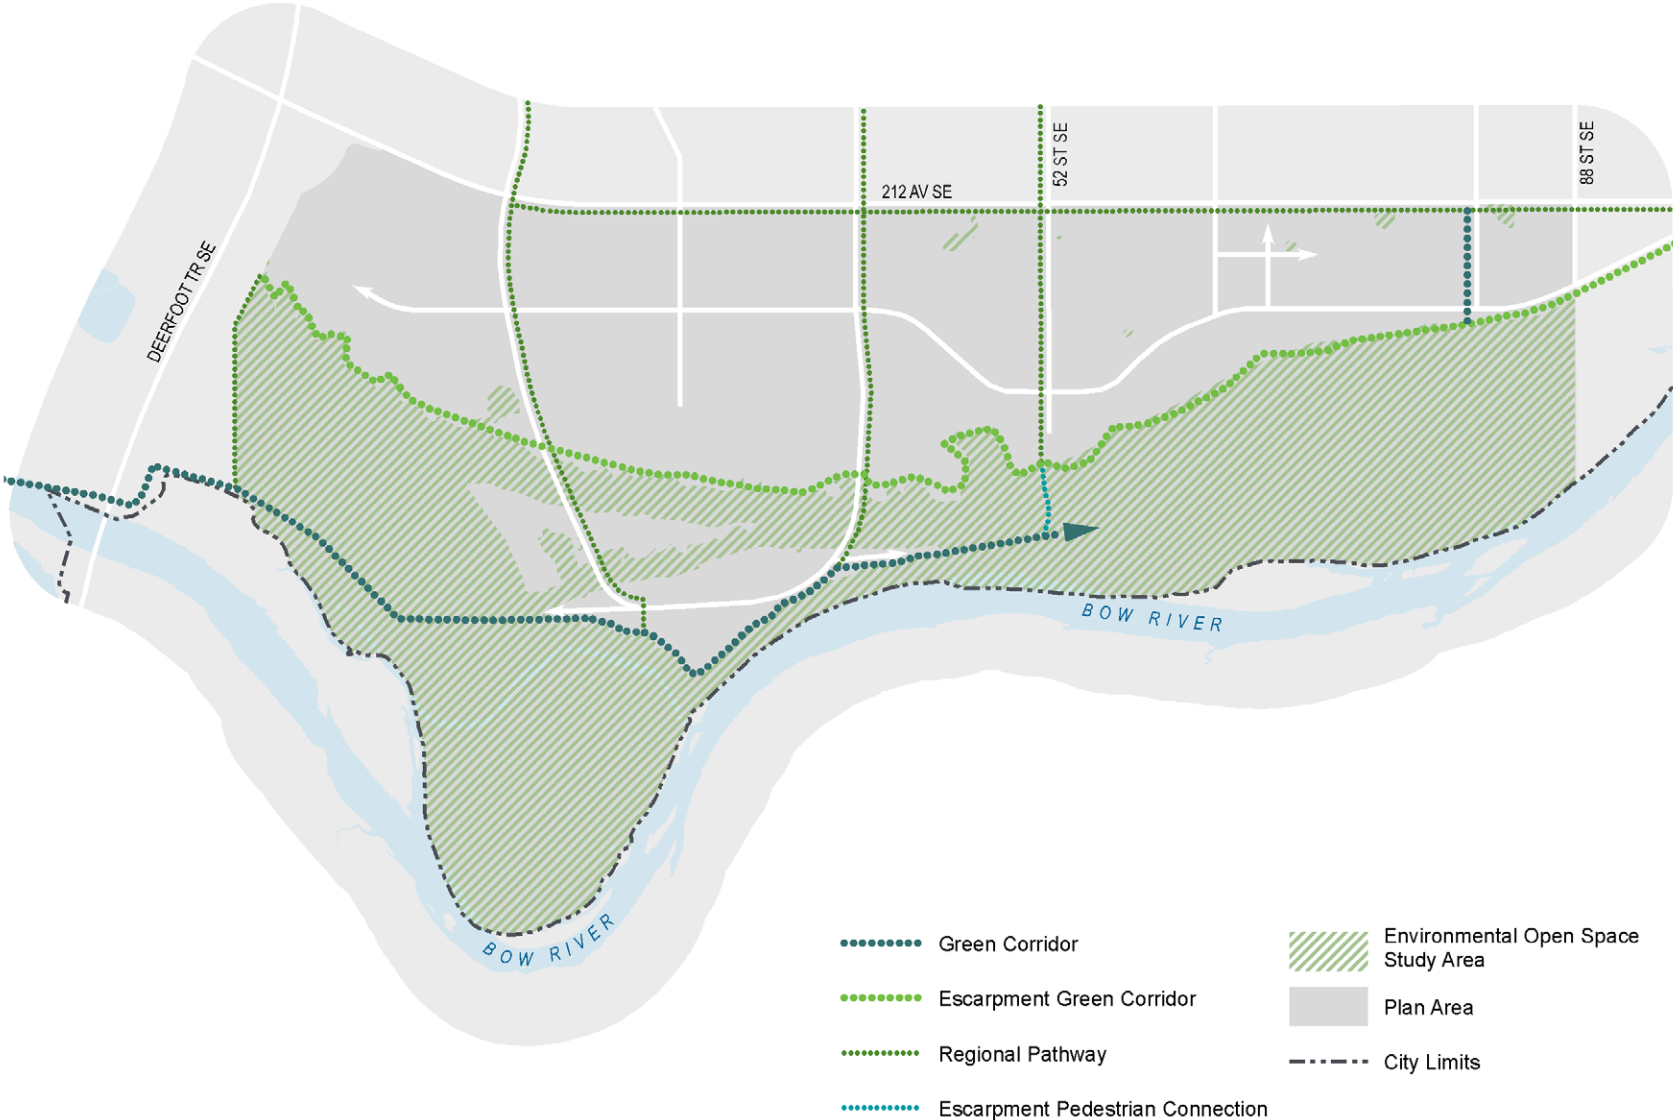 52 ST SE
88 ST SE
212 AV SE
DEERFOOT TR SE
BOW RIVER
BOW RIVER
Green Corridor
Escarpment Green Corridor
Regional Pathway
Escarpment Pedestrian Connection
Environmental Open Space
Study Area
Plan Area
City Limits